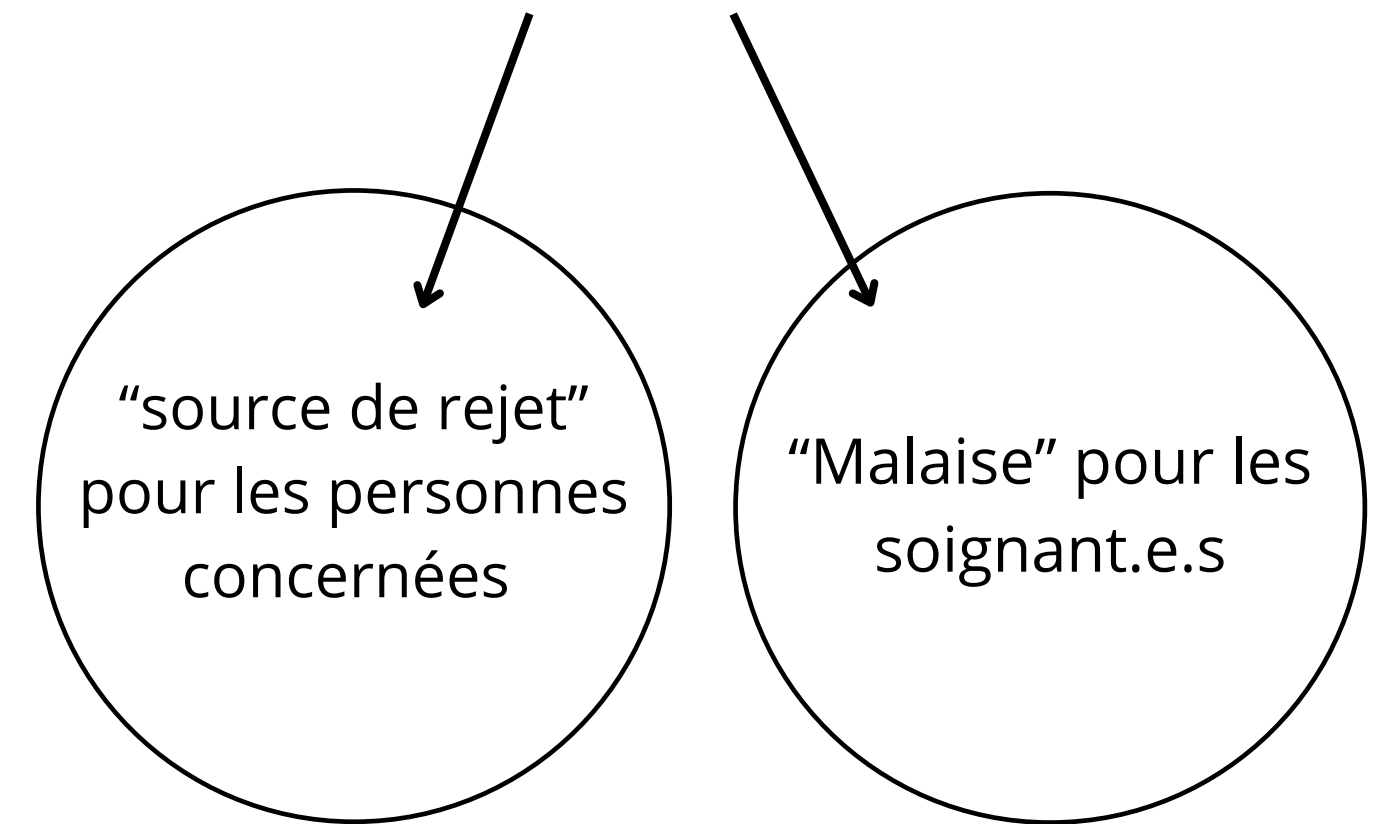 “source de rejet”
pour les personnes
concernées
“Malaise” pour les
soignant.e.s